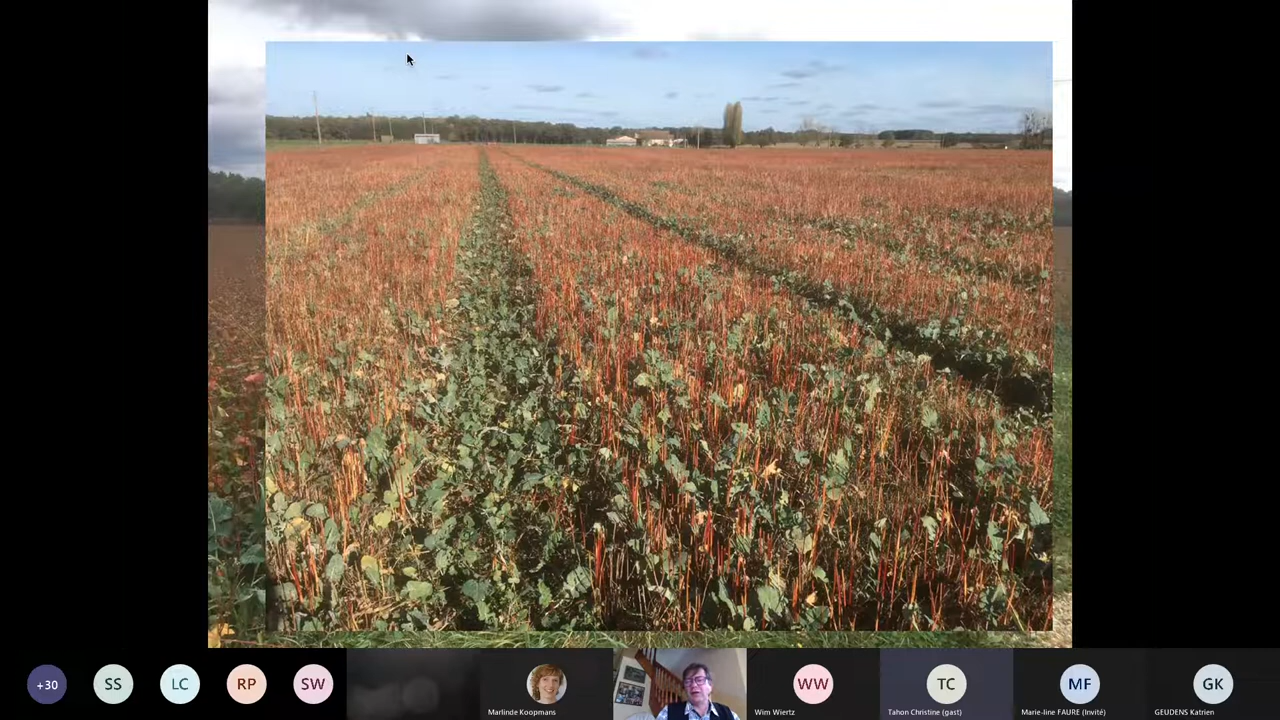 +30
SS
LC
RP
SW
Marlinde Koopmans
WW
Wim Wiertz
TC
Tahon Christine (gast)
MF
Marie-line FAURE (Invité)
GK
GEUDENS Katrien